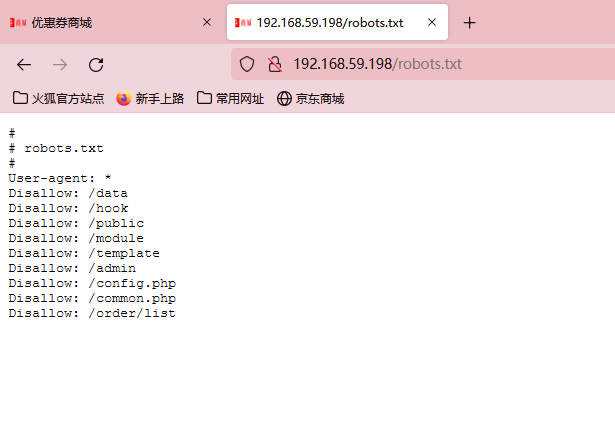 优惠券商城
192.168.59.198/robots.txt
192.168.59.198/robots.txt
火狐官方站点 新手上路 常用网址 京东商城
#
# robots.txt
#
User-agent: *
Disallow: /data
Disallow: /hook
Disallow: /public
Disallow: /module
Disallow: /template
Disallow: /admin
Disallow: /config.php
Disallow: /common.php
Disallow: /order/list